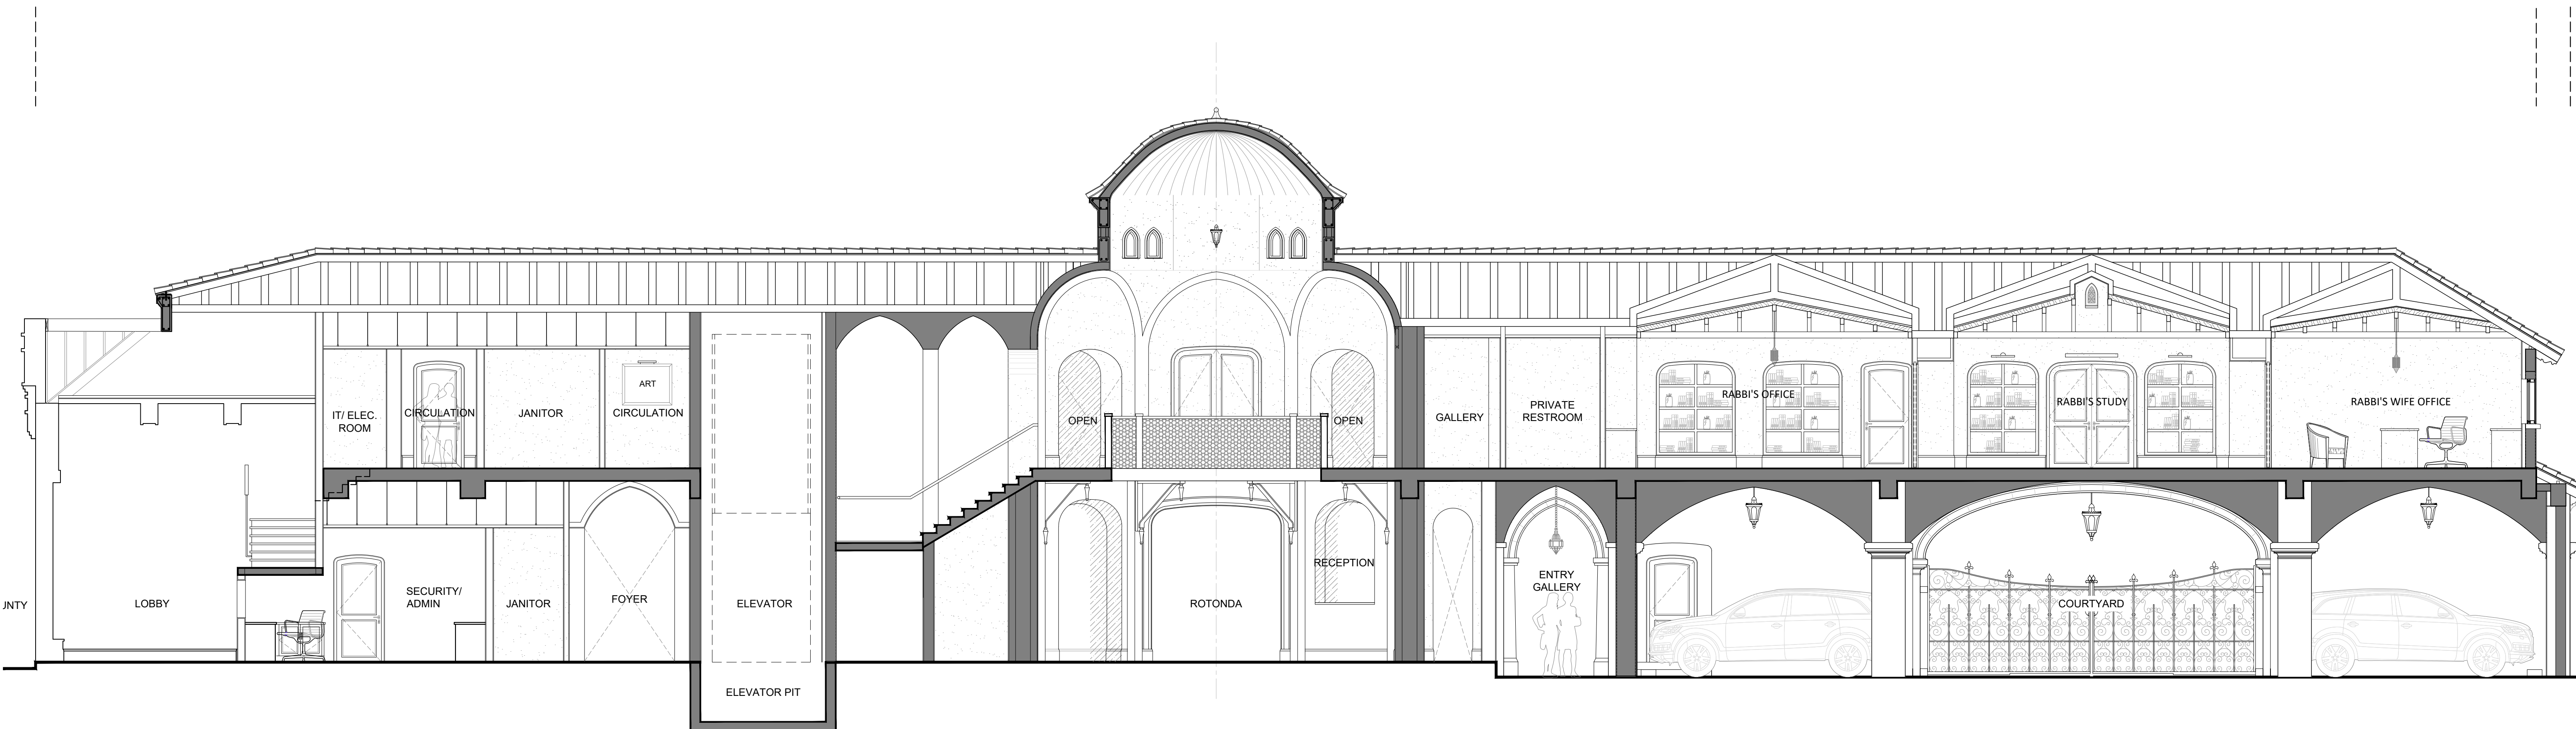 ART
IT/ ELEC.
ROOM
CIRCULATION
JANITOR
CIRCULATION
OPEN
OPEN
GALLERY
PRIVATE
RESTROOM
RABBI'S OFFICE
RABBI'S STUDY
RABBI'S WIFE OFFICE
UNTY
LOBBY
SECURITY/
ADMIN
JANITOR
FOYER
ELEVATOR
ROTONDA
RECEPTION
ENTRY
GALLERY
COURTYARD
ELEVATOR PIT